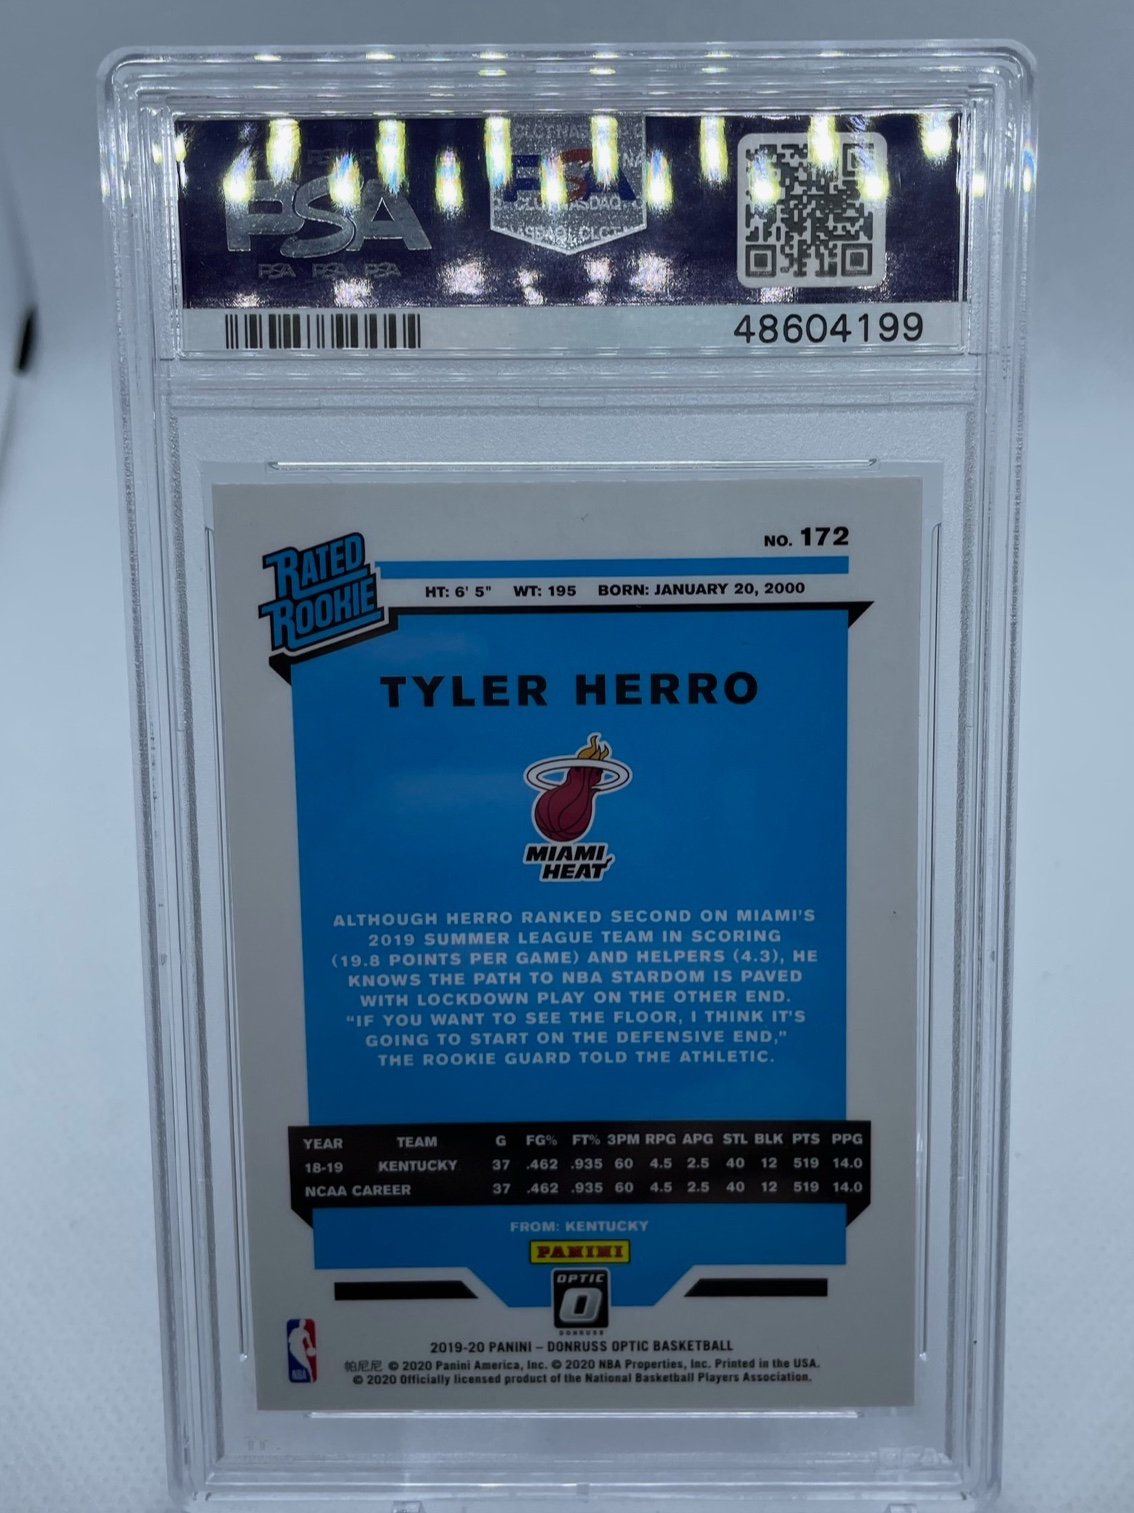 PSA
PSA PSA PSA
PSA
48604199
NO. 172
RATED
ROOKIE
HT: 6' 5" WT: 195 BORN: JANUARY 20, 2000
TYLER HERRO
MIAMI
HEAT
ALTHOUGH HERRO RANKED SECOND ON MIAMI'S
2019 SUMMER LEAGUE TEAM IN SCORING
(19.8 POINTS PER GAME) AND HELPERS (4.3), HE
KNOWS THE PATH TO NBA STARDOM IS PAVED
WITH LOCKDOWN PLAY ON THE OTHER END.
"IF YOU WANT TO SEE THE FLOOR, I THINK IT'S
GOING TO START ON THE DEFENSIVE END,"
THE ROOKIE GUARD TOLD THE ATHLETIC.
YEAR TEAM G FG% FT% 3PM RPG APG STL BLK PTS PPG
18-19 KENTUCKY 37 .462 .935 60 4.5 2.5 40 12 519 14.0
NCAA CAREER 37 .462 .935 60 4.5 2.5 40 12 519 14.0
FROM: KENTUCKY
PANINI
OPTIC
O
DONRUSS
2019-20 PANINI – DONRUSS OPTIC BASKETBALL
帕尼尼 © 2020 Panini America, Inc. © 2020 NBA Properties, Inc. Printed in the USA.
© 2020 Officially licensed product of the National Basketball Players Association.
NBA